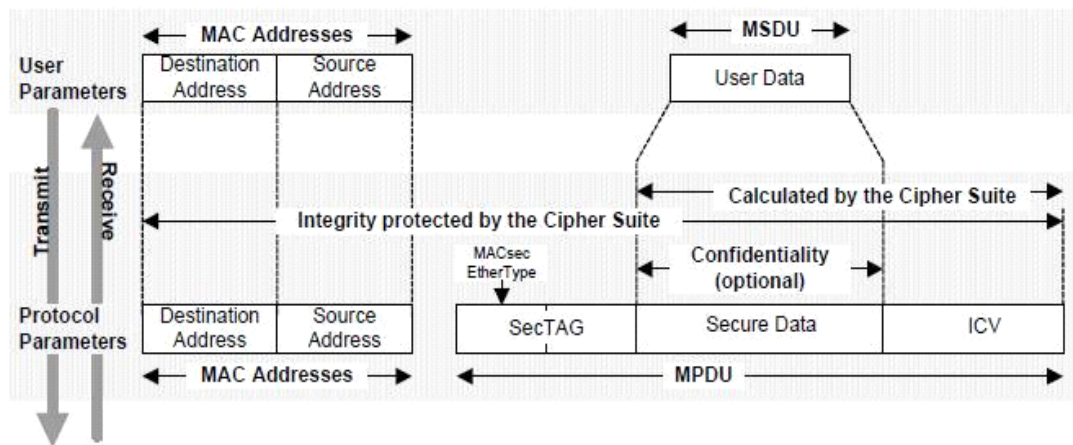 MAC Addresses
MSDU
User
Parameters
Destination
Address
Source
Address
User Data
Transmit
Receive
Calculated by the Cipher Suite
Integrity protected by the Cipher Suite
MACsec
EtherType
Confidentiality
(optional)
Protocol
Parameters
Destination
Address
Source
Address
SecTAG
Secure Data
ICV
MAC Addresses
MPDU